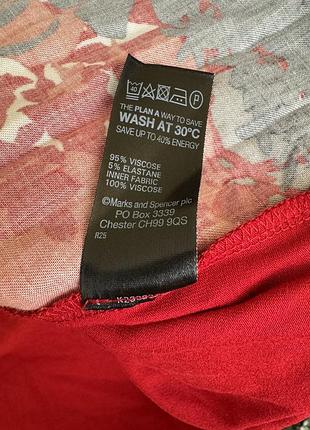 40 P
THE PLAN A WAY TO SAVE
WASH AT 30°C
SAVE UP TO 40% ENERGY
95% VISCOSE
5% ELASTANE
INNER FABRIC
100% VISCOSE
©Marks and Spencer plc
PO Box 3339
Chester CH99 9QS
R25